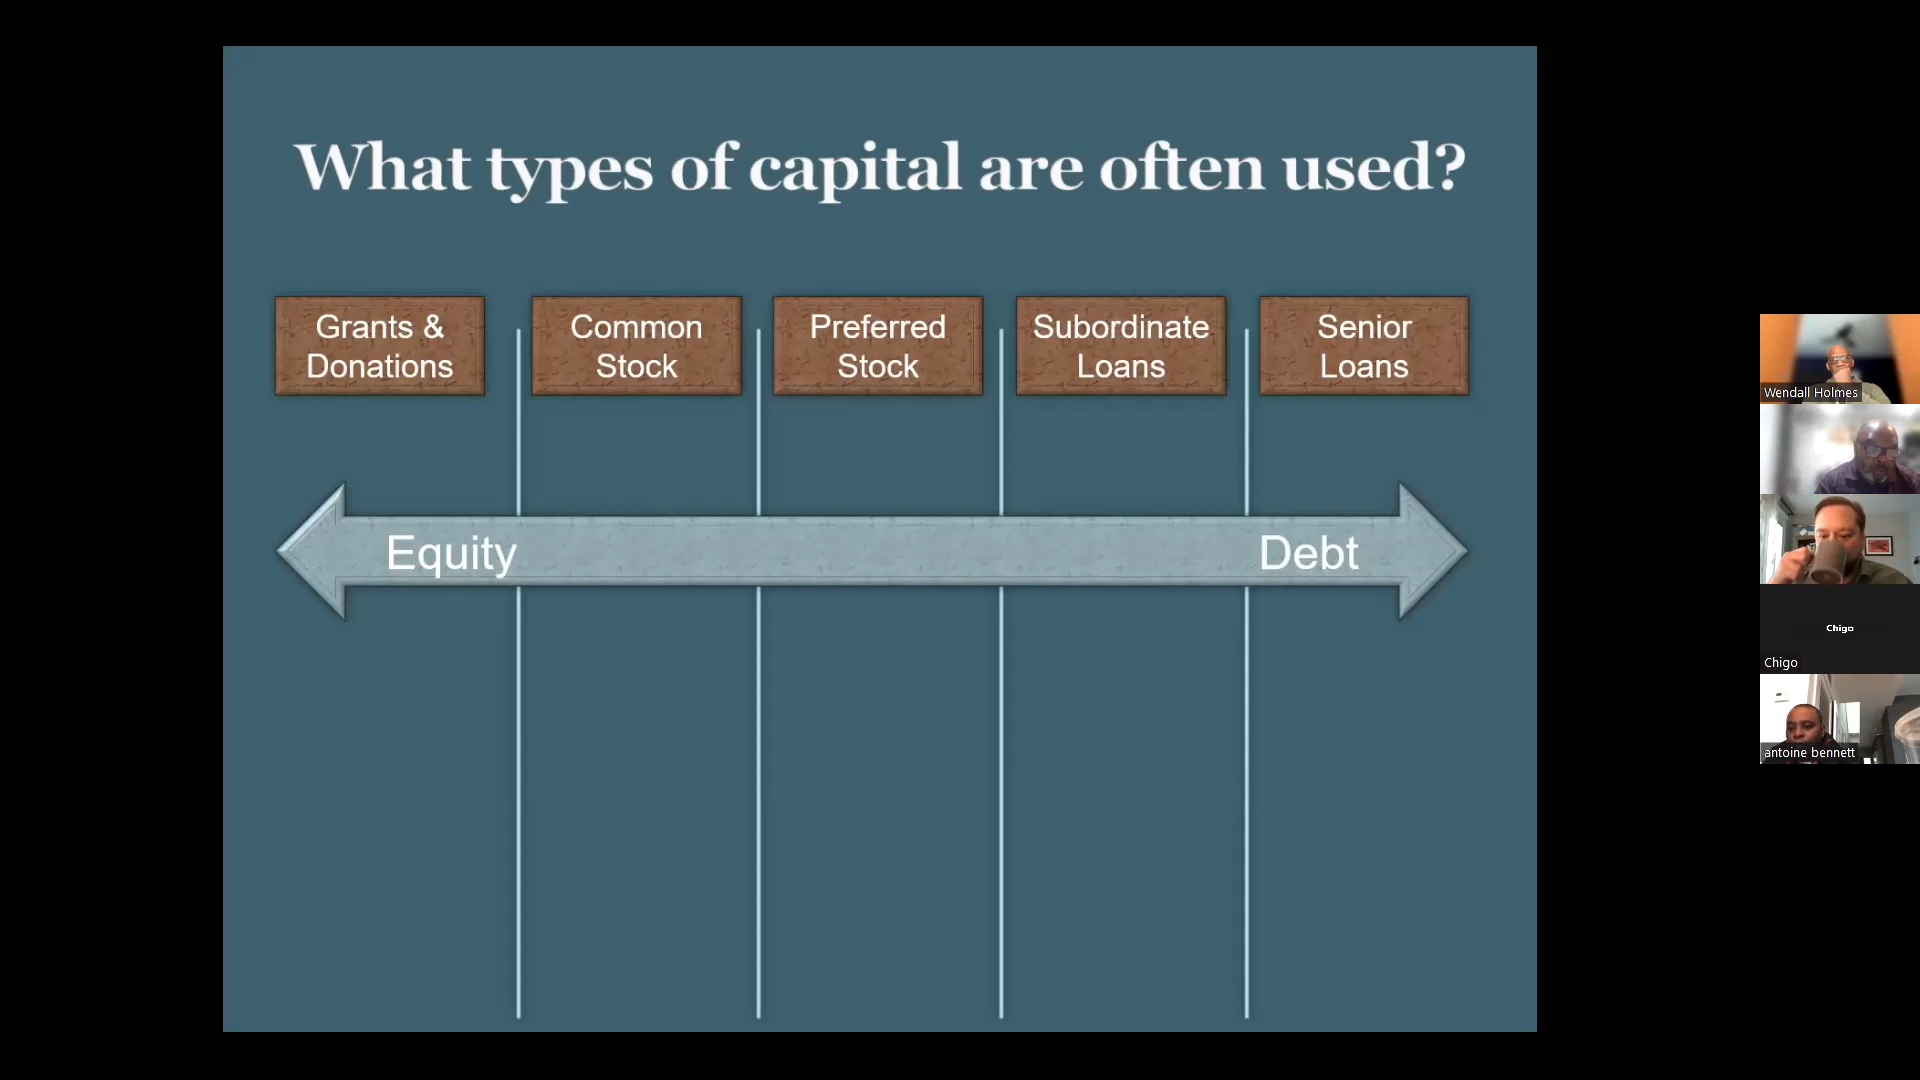 What types of capital are often used?
Grants &
Donations
Common
Stock
Preferred
Stock
Subordinate
Loans
Senior
Loans
Equity
Debt
Wendall Holmes
Chigo
Chigo
antoine bennett